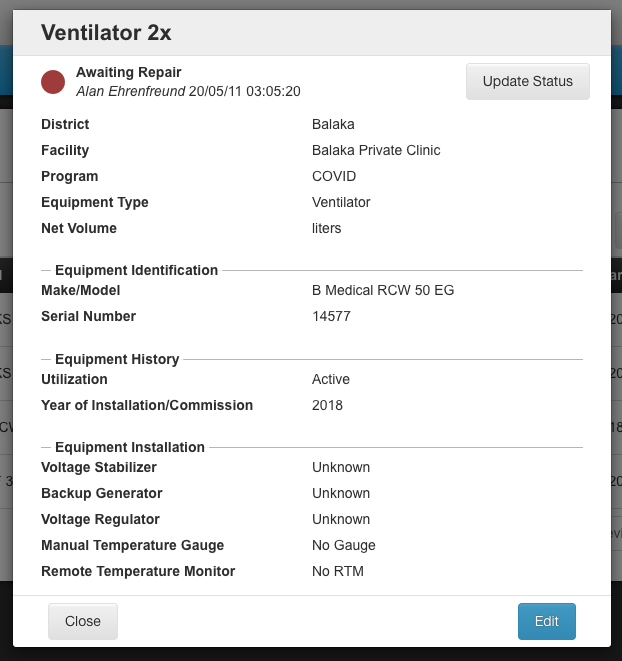 Ventilator 2x
Awaiting Repair
Alan Ehrenfreund 20/05/11 03:05:20
Update Status
District Balaka
Facility Balaka Private Clinic
Program COVID
Equipment Type Ventilator
Net Volume liters
Equipment Identification
Make/Model B Medical RCW 50 EG
Serial Number 14577
Equipment History
Utilization Active
Year of Installation/Commission 2018
Equipment Installation
Voltage Stabilizer Unknown
Backup Generator Unknown
Voltage Regulator Unknown
Manual Temperature Gauge No Gauge
Remote Temperature Monitor No RTM
Close Edit